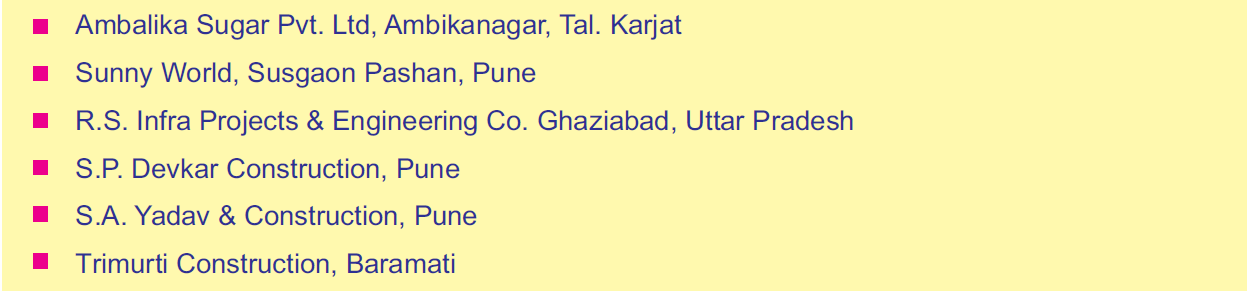 Ambalika Sugar Pvt. Ltd, Ambikanagar, Tal. Karjat
Sunny World, Susgaon Pashan, Pune
R.S. Infra Projects & Engineering Co. Ghaziabad, Uttar Pradesh
S.P. Devkar Construction, Pune
S.A. Yadav & Construction, Pune
Trimurti Construction, Baramati